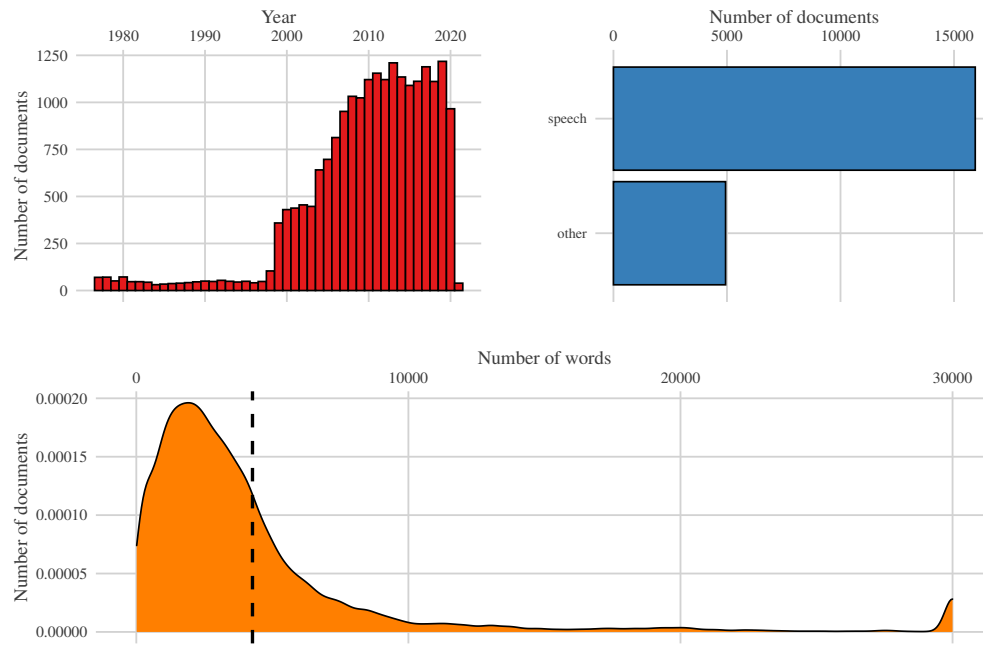 Year
1980 1990 2000 2010 2020
Number of documents
1250
1000
750
500
250
0
Number of documents
0 5000 10000 15000
speech
other
Number of words
0 10000 20000 30000
Number of documents
0.00020
0.00015
0.00010
0.00005
0.00000